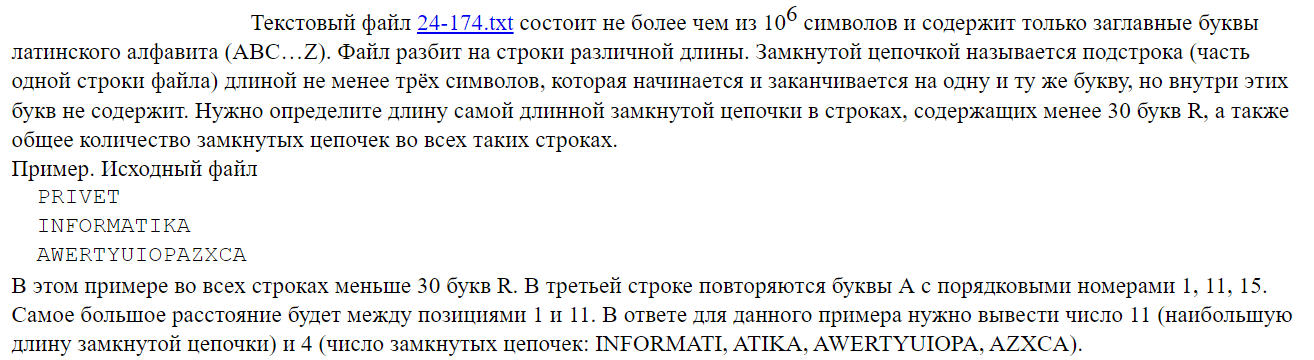 Текстовый файл 24-174.txt состоит не более чем из 10⁶ символов и содержит только заглавные буквы
латинского алфавита (ABC…Z). Файл разбит на строки различной длины. Замкнутой цепочкой называется подстрока (часть
одной строки файла) длиной не менее трёх символов, которая начинается и заканчивается на одну и ту же букву, но внутри этих
букв не содержит. Нужно определите длину самой длинной замкнутой цепочки в строках, содержащих менее 30 букв R, а также
общее количество замкнутых цепочек во всех таких строках.
Пример. Исходный файл
PRIVET
INFORMATIKA
AWERTYUIOPAZXCA
В этом примере во всех строках меньше 30 букв R. В третьей строке повторяются буквы A с порядковыми номерами 1, 11, 15.
Самое большое расстояние будет между позициями 1 и 11. В ответе для данного примера нужно вывести число 11 (наибольшую
длину замкнутой цепочки) и 4 (число замкнутых цепочек: INFORMATI, ATIKA, AWERTYUIOPA, AZXCA).